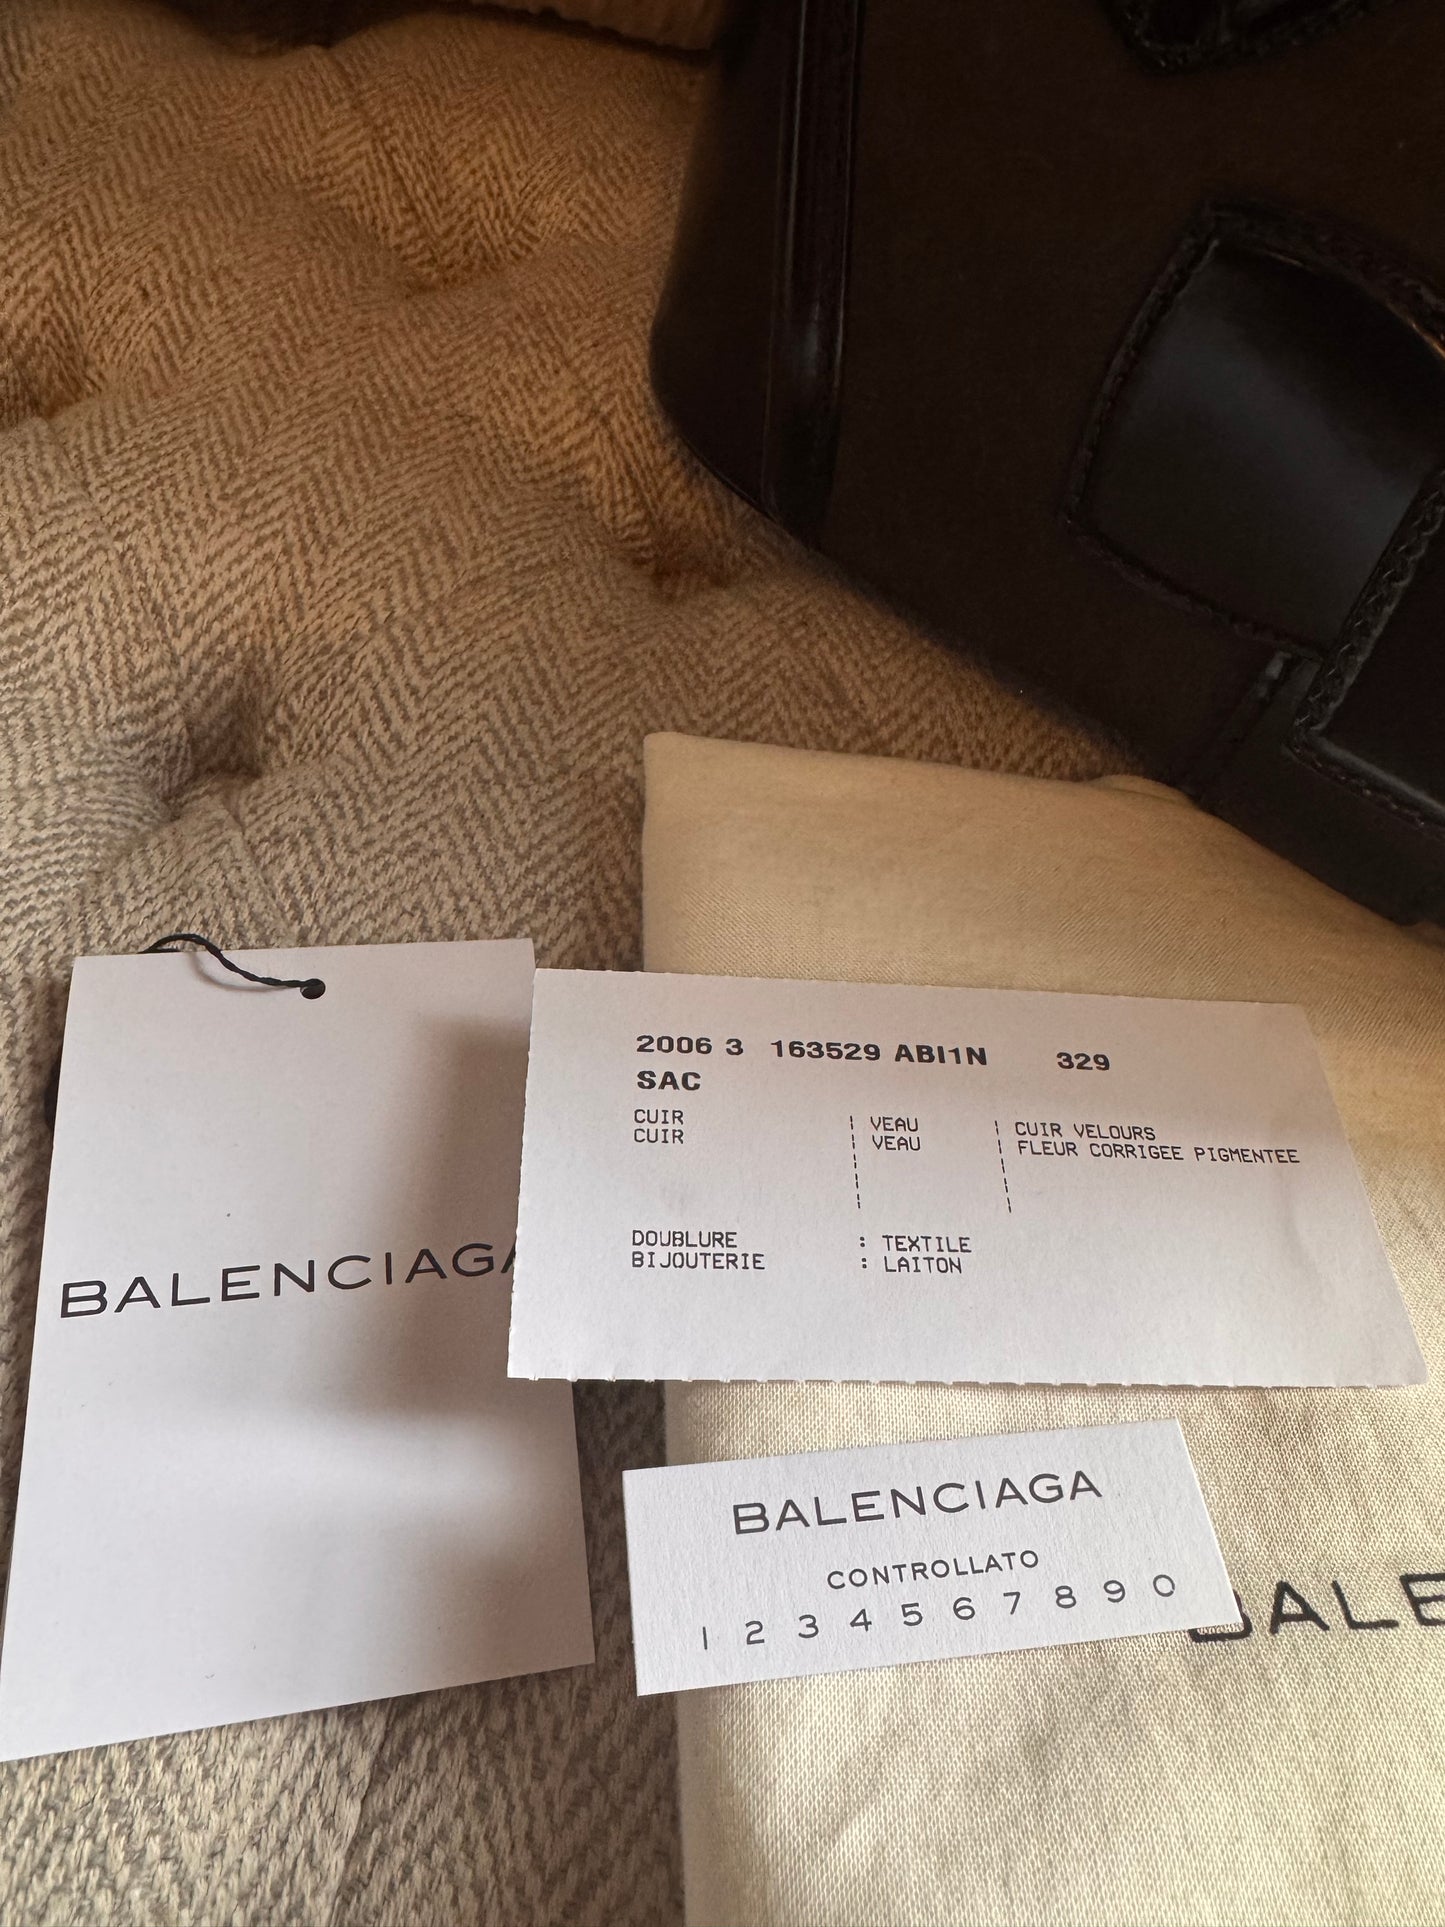 2006 3 163529 ABI1N 329
SAC
CUIR | VEAU | CUIR VELOURS
CUIR | VEAU | FLEUR CORRIGEE PIGMENTEE
DOUBLURE : TEXTILE
BIJOUTERIE : LAITON
BALENCIAGA
BALENCIAGA
CONTROLLATO
1 2 3 4 5 6 7 8 9 0
BALE